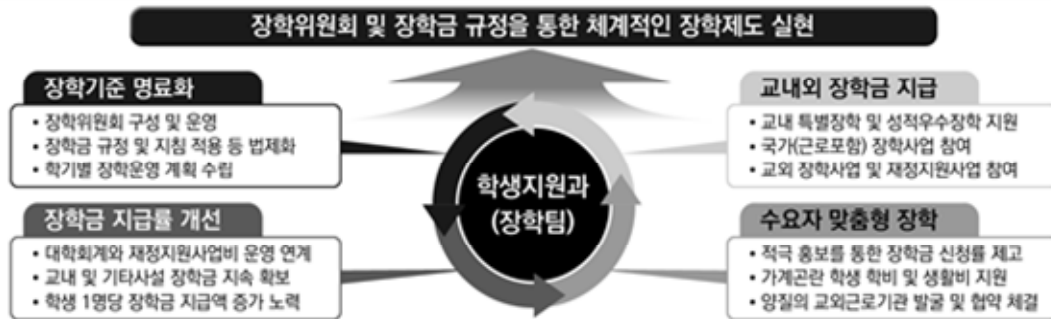 장학위원회 및 장학금 규정을 통한 체계적인 장학제도 실현
장학기준 명료화
• 장학위원회 구성 및 운영
• 장학금 규정 및 지침 적용 등 법제화
• 학기별 장학운영 계획 수립
교내외 장학금 지급
• 교내 특별장학 및 성적우수장학 지원
• 국가(근로포함) 장학사업 참여
• 교외 장학사업 및 재정지원사업 참여
학생지원과
(장학팀)
장학금 지급률 개선
• 대학회계와 재정지원사업비 운영 연계
• 교내 및 기타사설 장학금 지속 확보
• 학생 1명당 장학금 지급액 증가 노력
수요자 맞춤형 장학
• 적극 홍보를 통한 장학금 신청률 제고
• 가계곤란 학생 학비 및 생활비 지원
• 양질의 교외근로기관 발굴 및 협약 체결